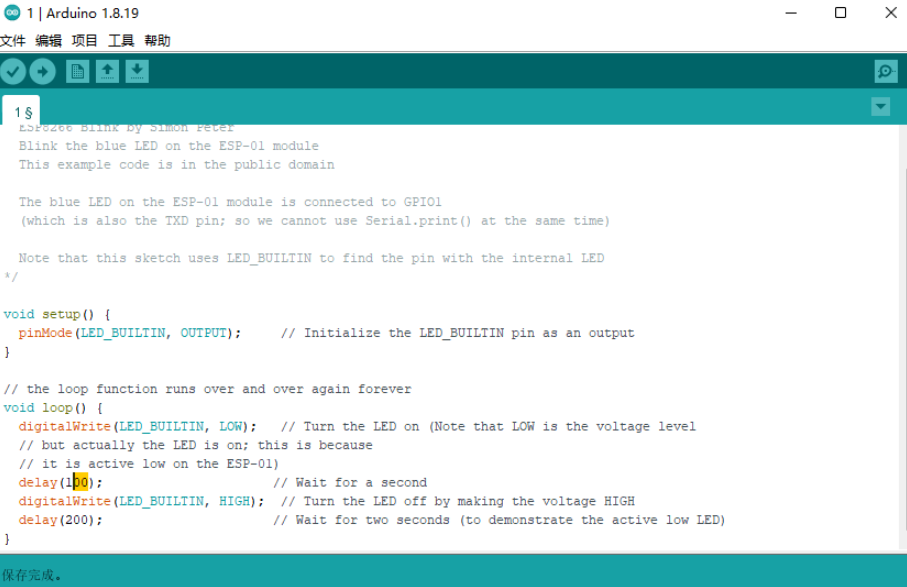 1 | Arduino 1.8.19
文件 编辑 项目 工具 帮助
1 §
ESP8266 Blink by Simon Peter
Blink the blue LED on the ESP-01 module
This example code is in the public domain
The blue LED on the ESP-01 module is connected to GPIO1
(which is also the TXD pin; so we cannot use Serial.print() at the same time)
Note that this sketch uses LED_BUILTIN to find the pin with the internal LED
*/
void setup() {
pinMode(LED_BUILTIN, OUTPUT);     // Initialize the LED_BUILTIN pin as an output
}
// the loop function runs over and over again forever
void loop() {
digitalWrite(LED_BUILTIN, LOW);   // Turn the LED on (Note that LOW is the voltage level
// but actually the LED is on; this is because
// it is active low on the ESP-01)
delay(100);                      // Wait for a second
digitalWrite(LED_BUILTIN, HIGH);  // Turn the LED off by making the voltage HIGH
delay(200);                      // Wait for two seconds (to demonstrate the active low LED)
}
保存完成。